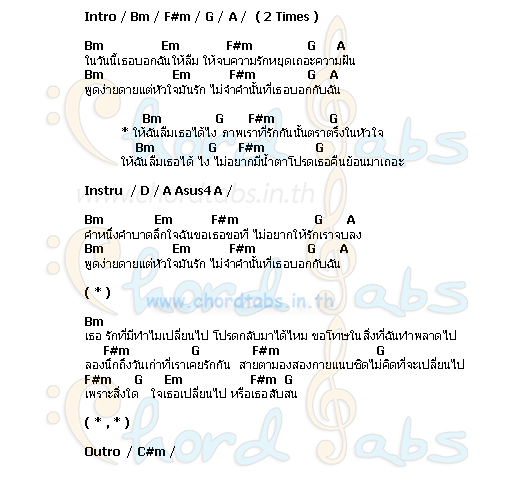 Intro / Bm / F#m / G / A / ( 2 Times )
Bm Em F#m G A
ในวันนี้เธอบอกฉันให้ลืม ให้จบความรักหยุดเถอะความฝัน
Bm Em F#m G A
พูดง่ายดายแต่หัวใจมันรัก ไม่จำคำนั้นที่เธอบอกกับฉัน
Bm G F#m G
* ให้ฉันลืมเธอได้ไง ภาพเราที่รักกันนั้นตราตรึงในหัวใจ
Bm G F#m G
ให้ฉันลืมเธอได้ ไง ไม่อยากมีน้ำตาโปรดเธอคืนย้อนมาเถอะ
www.chordtabs.in.th
Instru / D / A Asus4 A /
Bm Em F#m G A
คำหนึ่งคำบาดลึกใจฉันขอเธอขอที ไม่อยากให้รักเราจบลง
Bm Em F#m G A
พูดง่ายดายแต่หัวใจมันรัก ไม่จำคำนั้นที่เธอบอกกับฉัน
( * )
www.chordtabs.in.th
Bm
เธอ รักที่มีทำไมเปลี่ยนไป โปรดกลับมาได้ไหม ขอโทษในสิ่งที่ฉันทำพลาดไป
F#m G F#m G
ลองนึกถึงวันเก่าที่เราเคยรักกัน สายตามองสองกายแนบชิดไม่คิดที่จะเปลี่ยนไป
F#m G Em F#m G
เพราะสิ่งใด ใจเธอเปลี่ยนไป หรือเธอสับสน
( * , * )
Outro / C#m /